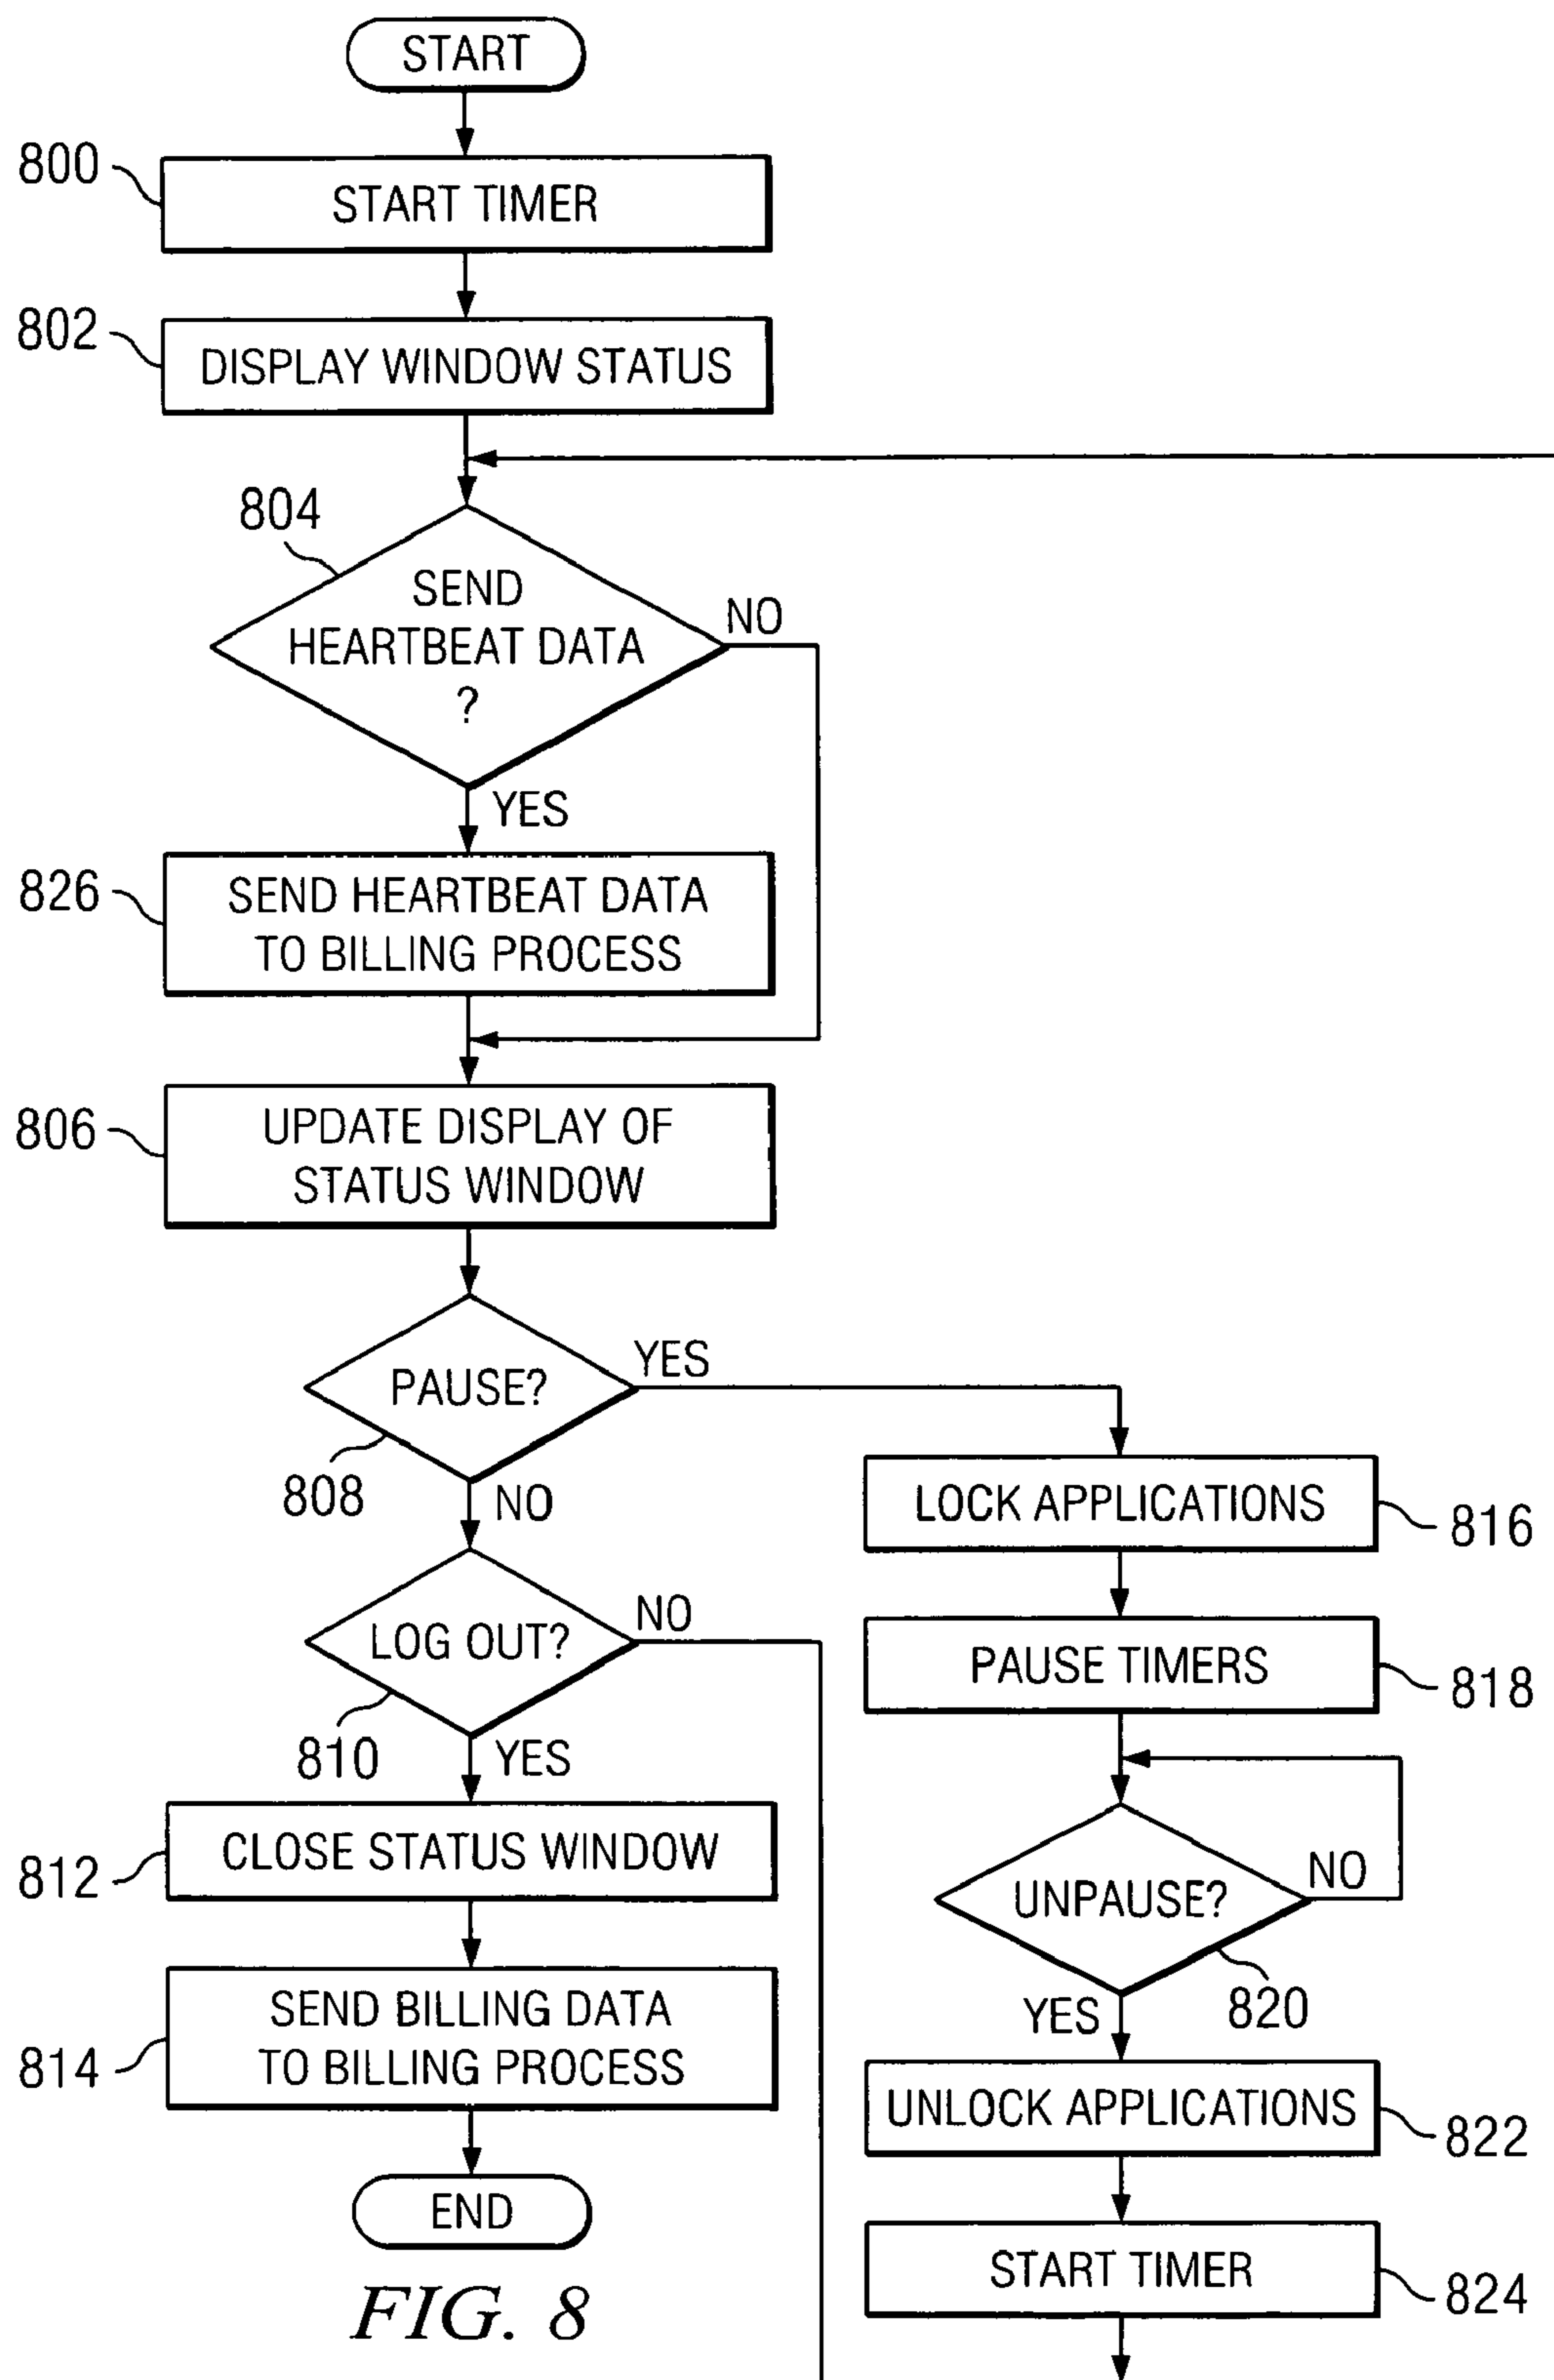 START
800
START TIMER
802
DISPLAY WINDOW STATUS
804
SEND
HEARTBEAT DATA
?
NO
YES
826
SEND HEARTBEAT DATA
TO BILLING PROCESS
806
UPDATE DISPLAY OF
STATUS WINDOW
PAUSE?
YES
808
NO
LOG OUT?
NO
810
YES
812
CLOSE STATUS WINDOW
814
SEND BILLING DATA
TO BILLING PROCESS
END
LOCK APPLICATIONS
816
PAUSE TIMERS
818
UNPAUSE?
NO
820
YES
UNLOCK APPLICATIONS
822
START TIMER
824
FIG. 8